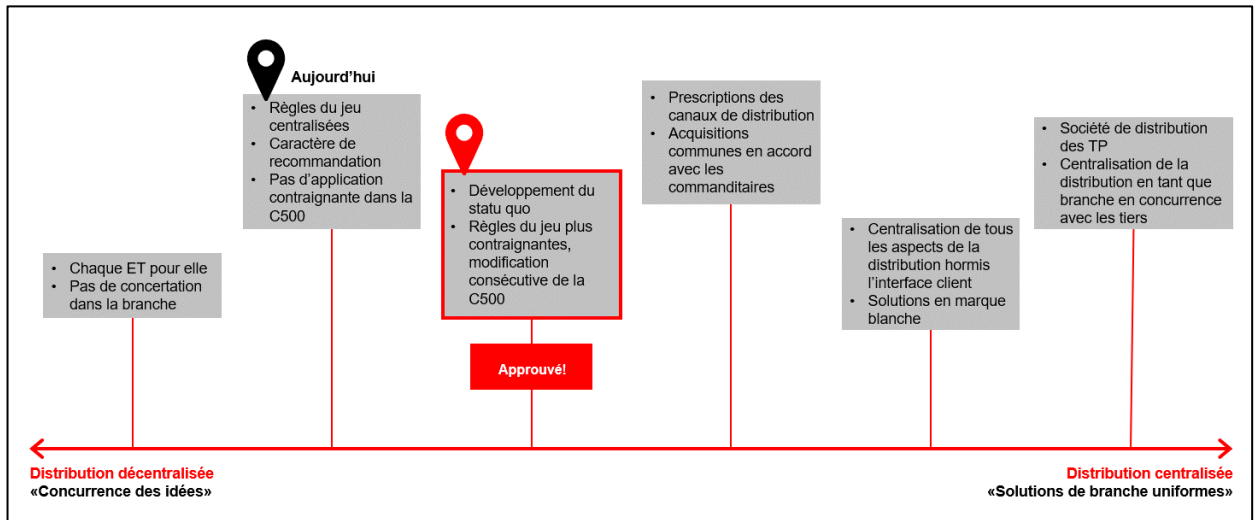 Aujourd’hui
• Règles du jeu
centralisées
• Caractère de
recommandation
• Pas d’application
contraignante dans la
C500
• Chaque ET pour elle
• Pas de concertation
dans la branche
• Développement du
statu quo
• Règles du jeu plus
contraignantes,
modification
consécutive de la
C500
Approuvé!
• Prescriptions des
canaux de distribution
• Acquisitions
communes en accord
avec les
commanditaires
• Centralisation de tous
les aspects de la
distribution hormis
l’interface client
• Solutions en marque
blanche
• Société de distribution
des TP
• Centralisation de la
distribution en tant que
branche en concurrence
avec les tiers
Distribution décentralisée
«Concurrence des idées»
Distribution centralisée
«Solutions de branche uniformes»